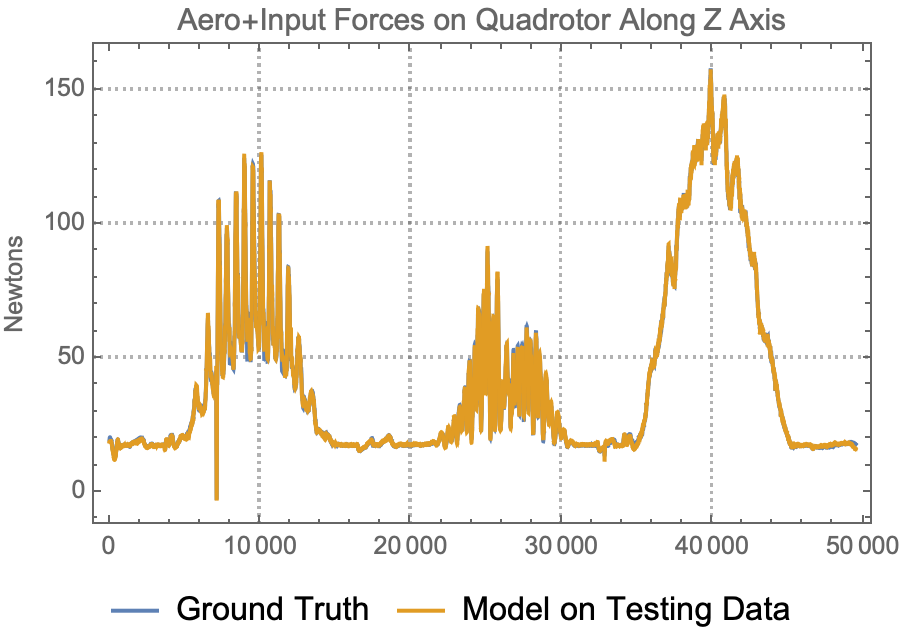 Aero+Input Forces on Quadrotor Along Z Axis
150
100
50
0
Newtons
0 10 000 20 000 30 000 40 000 50 000
Ground Truth Model on Testing Data